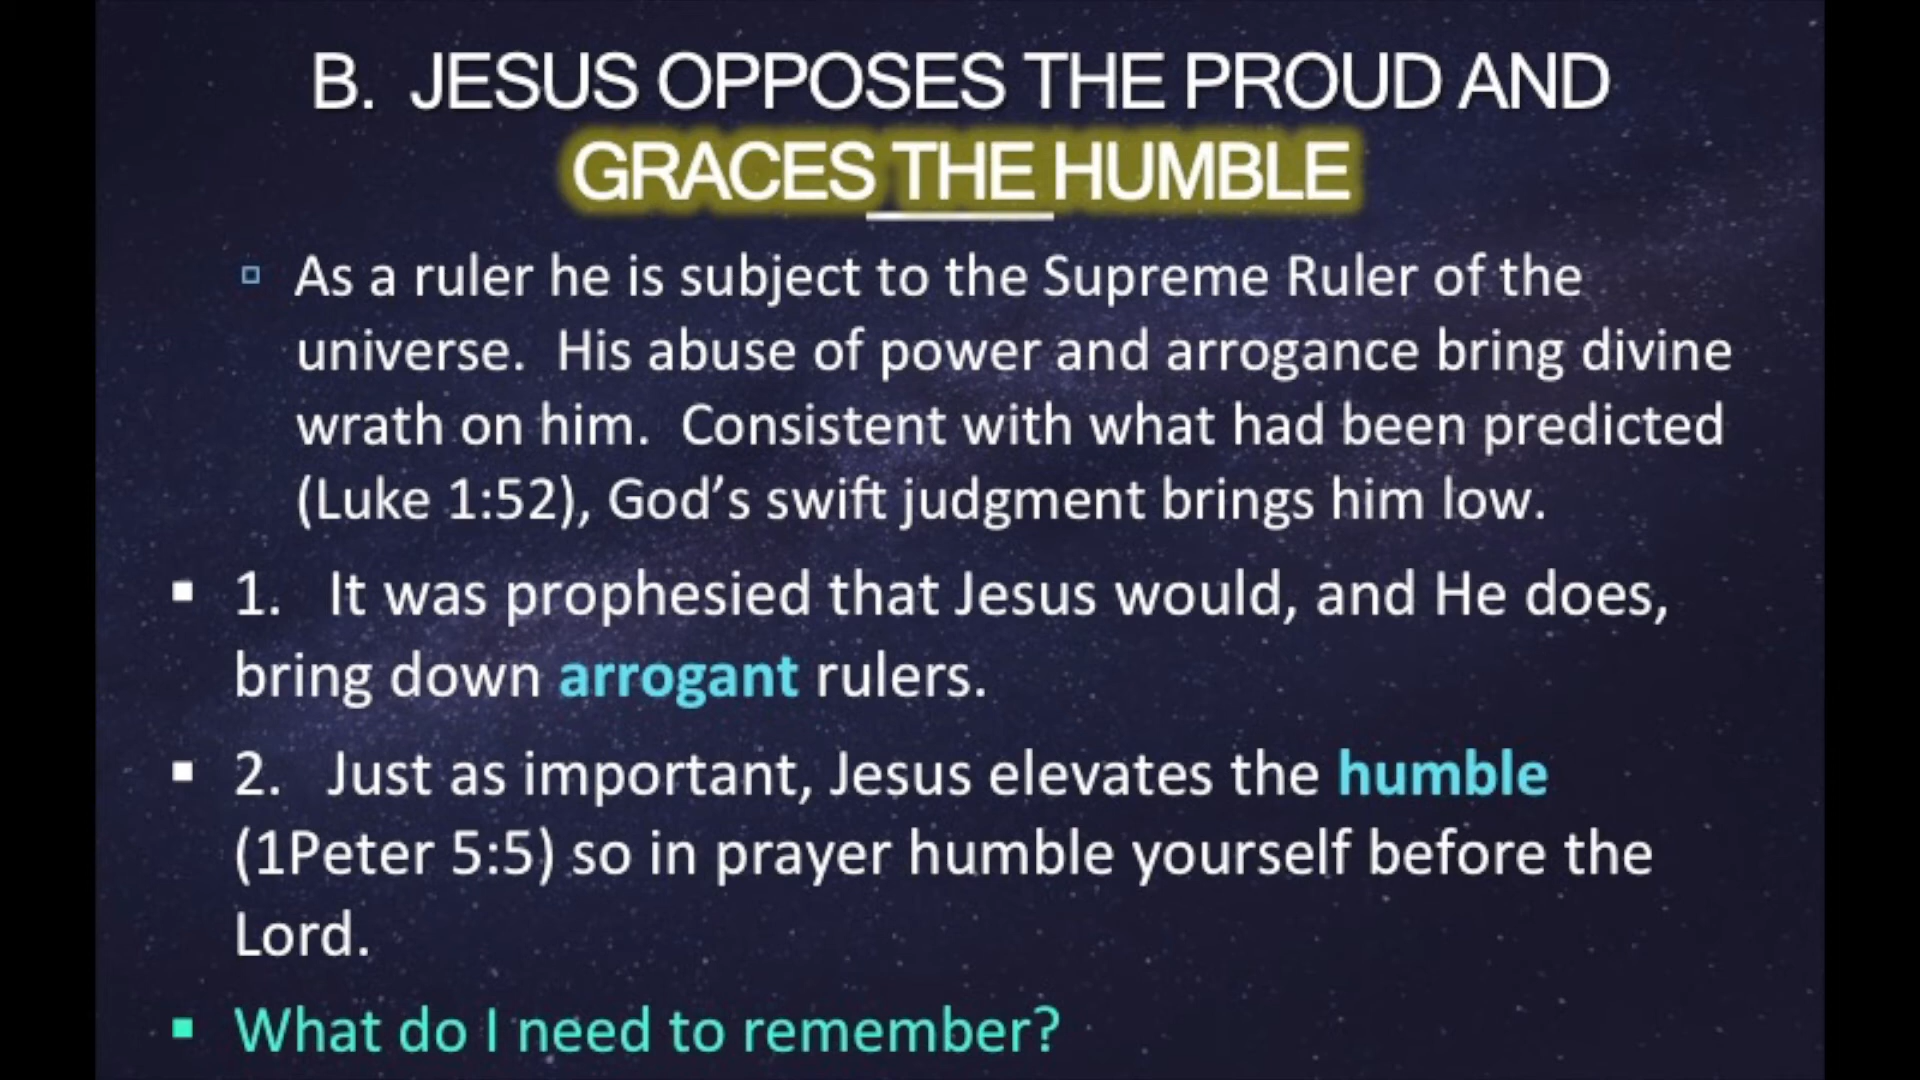 B. JESUS OPPOSES THE PROUD AND
GRACES THE HUMBLE
As a ruler he is subject to the Supreme Ruler of the
universe. His abuse of power and arrogance bring divine
wrath on him. Consistent with what had been predicted
(Luke 1:52), God’s swift judgment brings him low.
1. It was prophesied that Jesus would, and He does,
bring down arrogant rulers.
2. Just as important, Jesus elevates the humble
(1Peter 5:5) so in prayer humble yourself before the
Lord.
What do I need to remember?